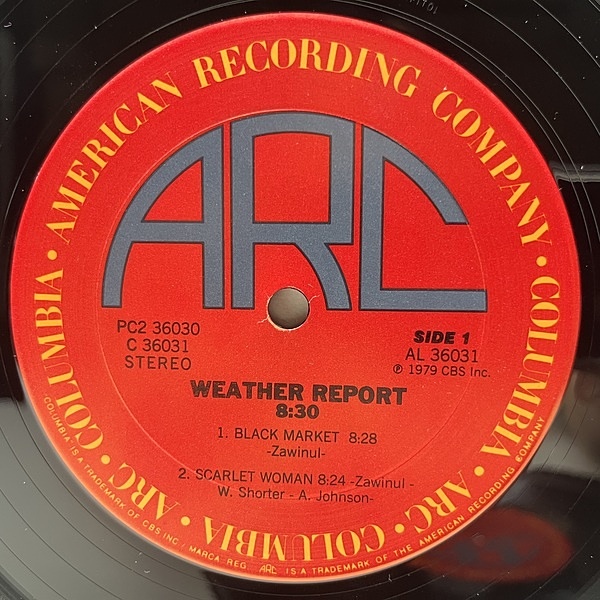 AMERICAN RECORDING COMPANY • COLUMBIA • ARC • COLUMBIA • ARC • COLUMBIA •
ARC
PC2 36030
C 36031
STEREO
SIDE 1
AL 36031
℗ 1979 CBS Inc.
WEATHER REPORT
8:30
1. BLACK MARKET 8:28
-Zawinul-
2. SCARLET WOMAN 8:24 -Zawinul -
W. Shorter - A. Johnson-
"COLUMBIA" IS A TRADEMARK OF CBS INC./ MARCA REG. ARC IS A TRADEMARK OF THE AMERICAN RECORDING COMPANY